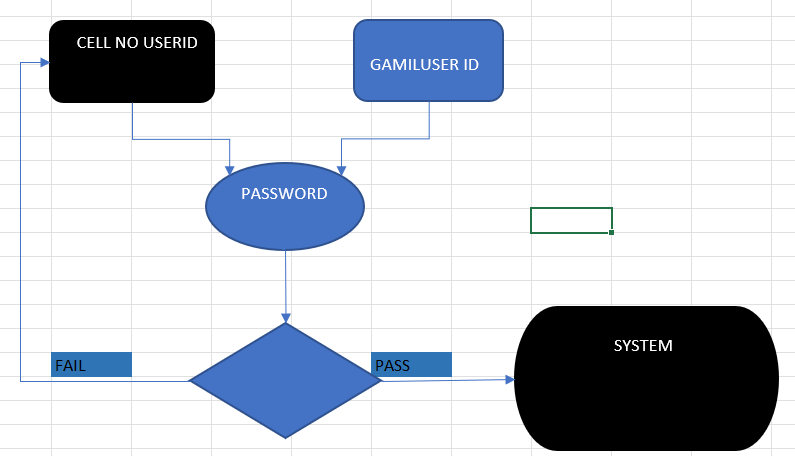 CELL NO USERID
GAMILUSER ID
PASSWORD
FAIL
PASS
SYSTEM